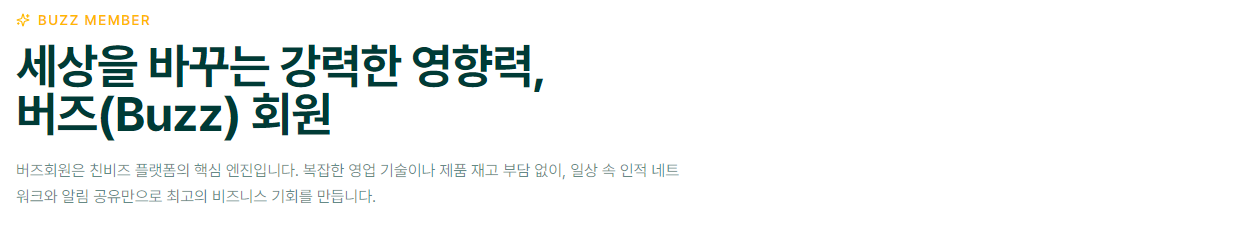 BUZZ MEMBER
세상을 바꾸는 강력한 영향력,
버즈(Buzz) 회원
버즈회원은 친비즈 플랫폼의 핵심 엔진입니다. 복잡한 영업 기술이나 제품 재고 부담 없이, 일상 속 인적 네트
워크와 알림 공유만으로 최고의 비즈니스 기회를 만듭니다.